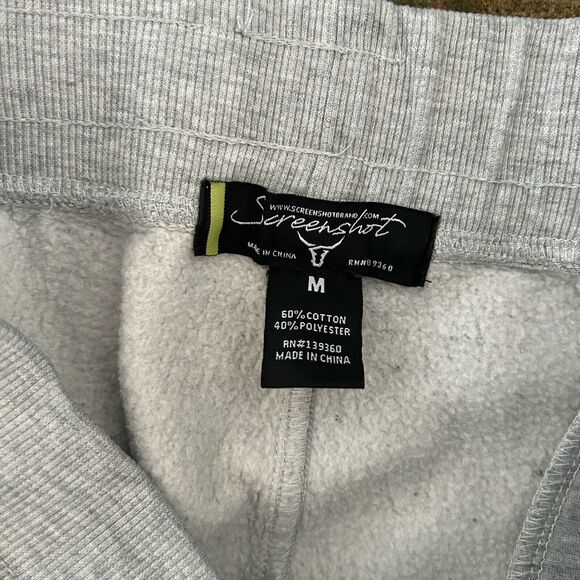 WWW.SCREENSHOTBRAND.COM
Screenshot
MADE IN CHINA
RN#139360
M
60% COTTON
40% POLYESTER
RN#139360
MADE IN CHINA